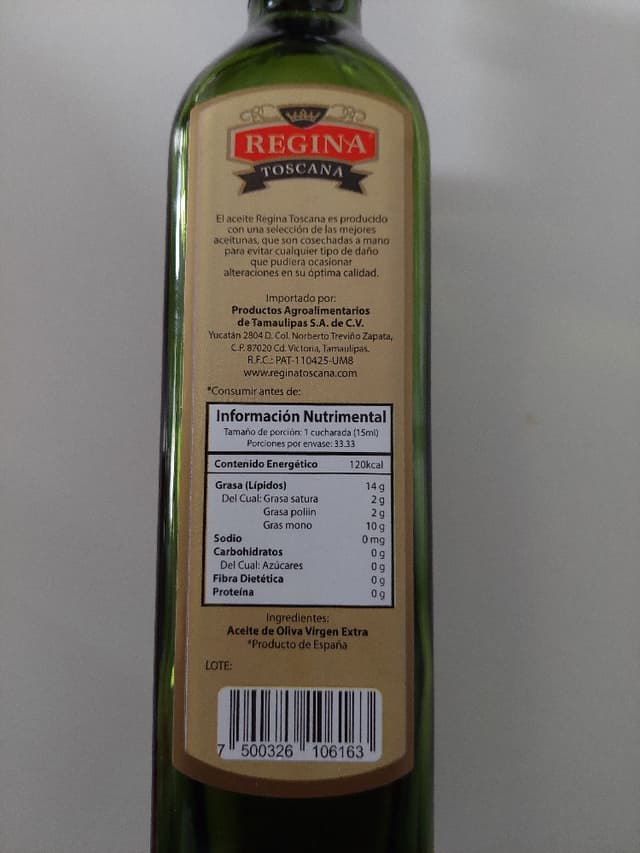 REGINA
TOSCANA
El aceite Regina Toscana es producido
con una selección de las mejores
aceitunas, que son cosechadas a mano
para evitar cualquier tipo de daño
que pudiera ocasionar
alteraciones en su óptima calidad.
Importado por:
Productos Agroalimentarios
de Tamaulipas S.A. de C.V.
Yucatán 2804 D. Col. Norberto Treviño Zapata,
C.P. 87020 Cd. Victoria, Tamaulipas.
R.F.C.: PAT-110425-UM8
www.reginatoscana.com
*Consumir antes de:
Información Nutrimental
Tamaño de porción: 1 cucharada (15ml)
Porciones por envase: 33.33
Contenido Energético 120kcal
Grasa (Lípidos) 14 g
Del Cual: Grasa satura 2 g
Grasa poliin 2 g
Gras mono 10 g
Sodio 0 mg
Carbohidratos 0 g
Del Cual: Azúcares 0 g
Fibra Dietética 0 g
Proteína 0 g
Ingredientes:
Aceite de Oliva Virgen Extra
*Producto de España
LOTE:
7 500326 106163